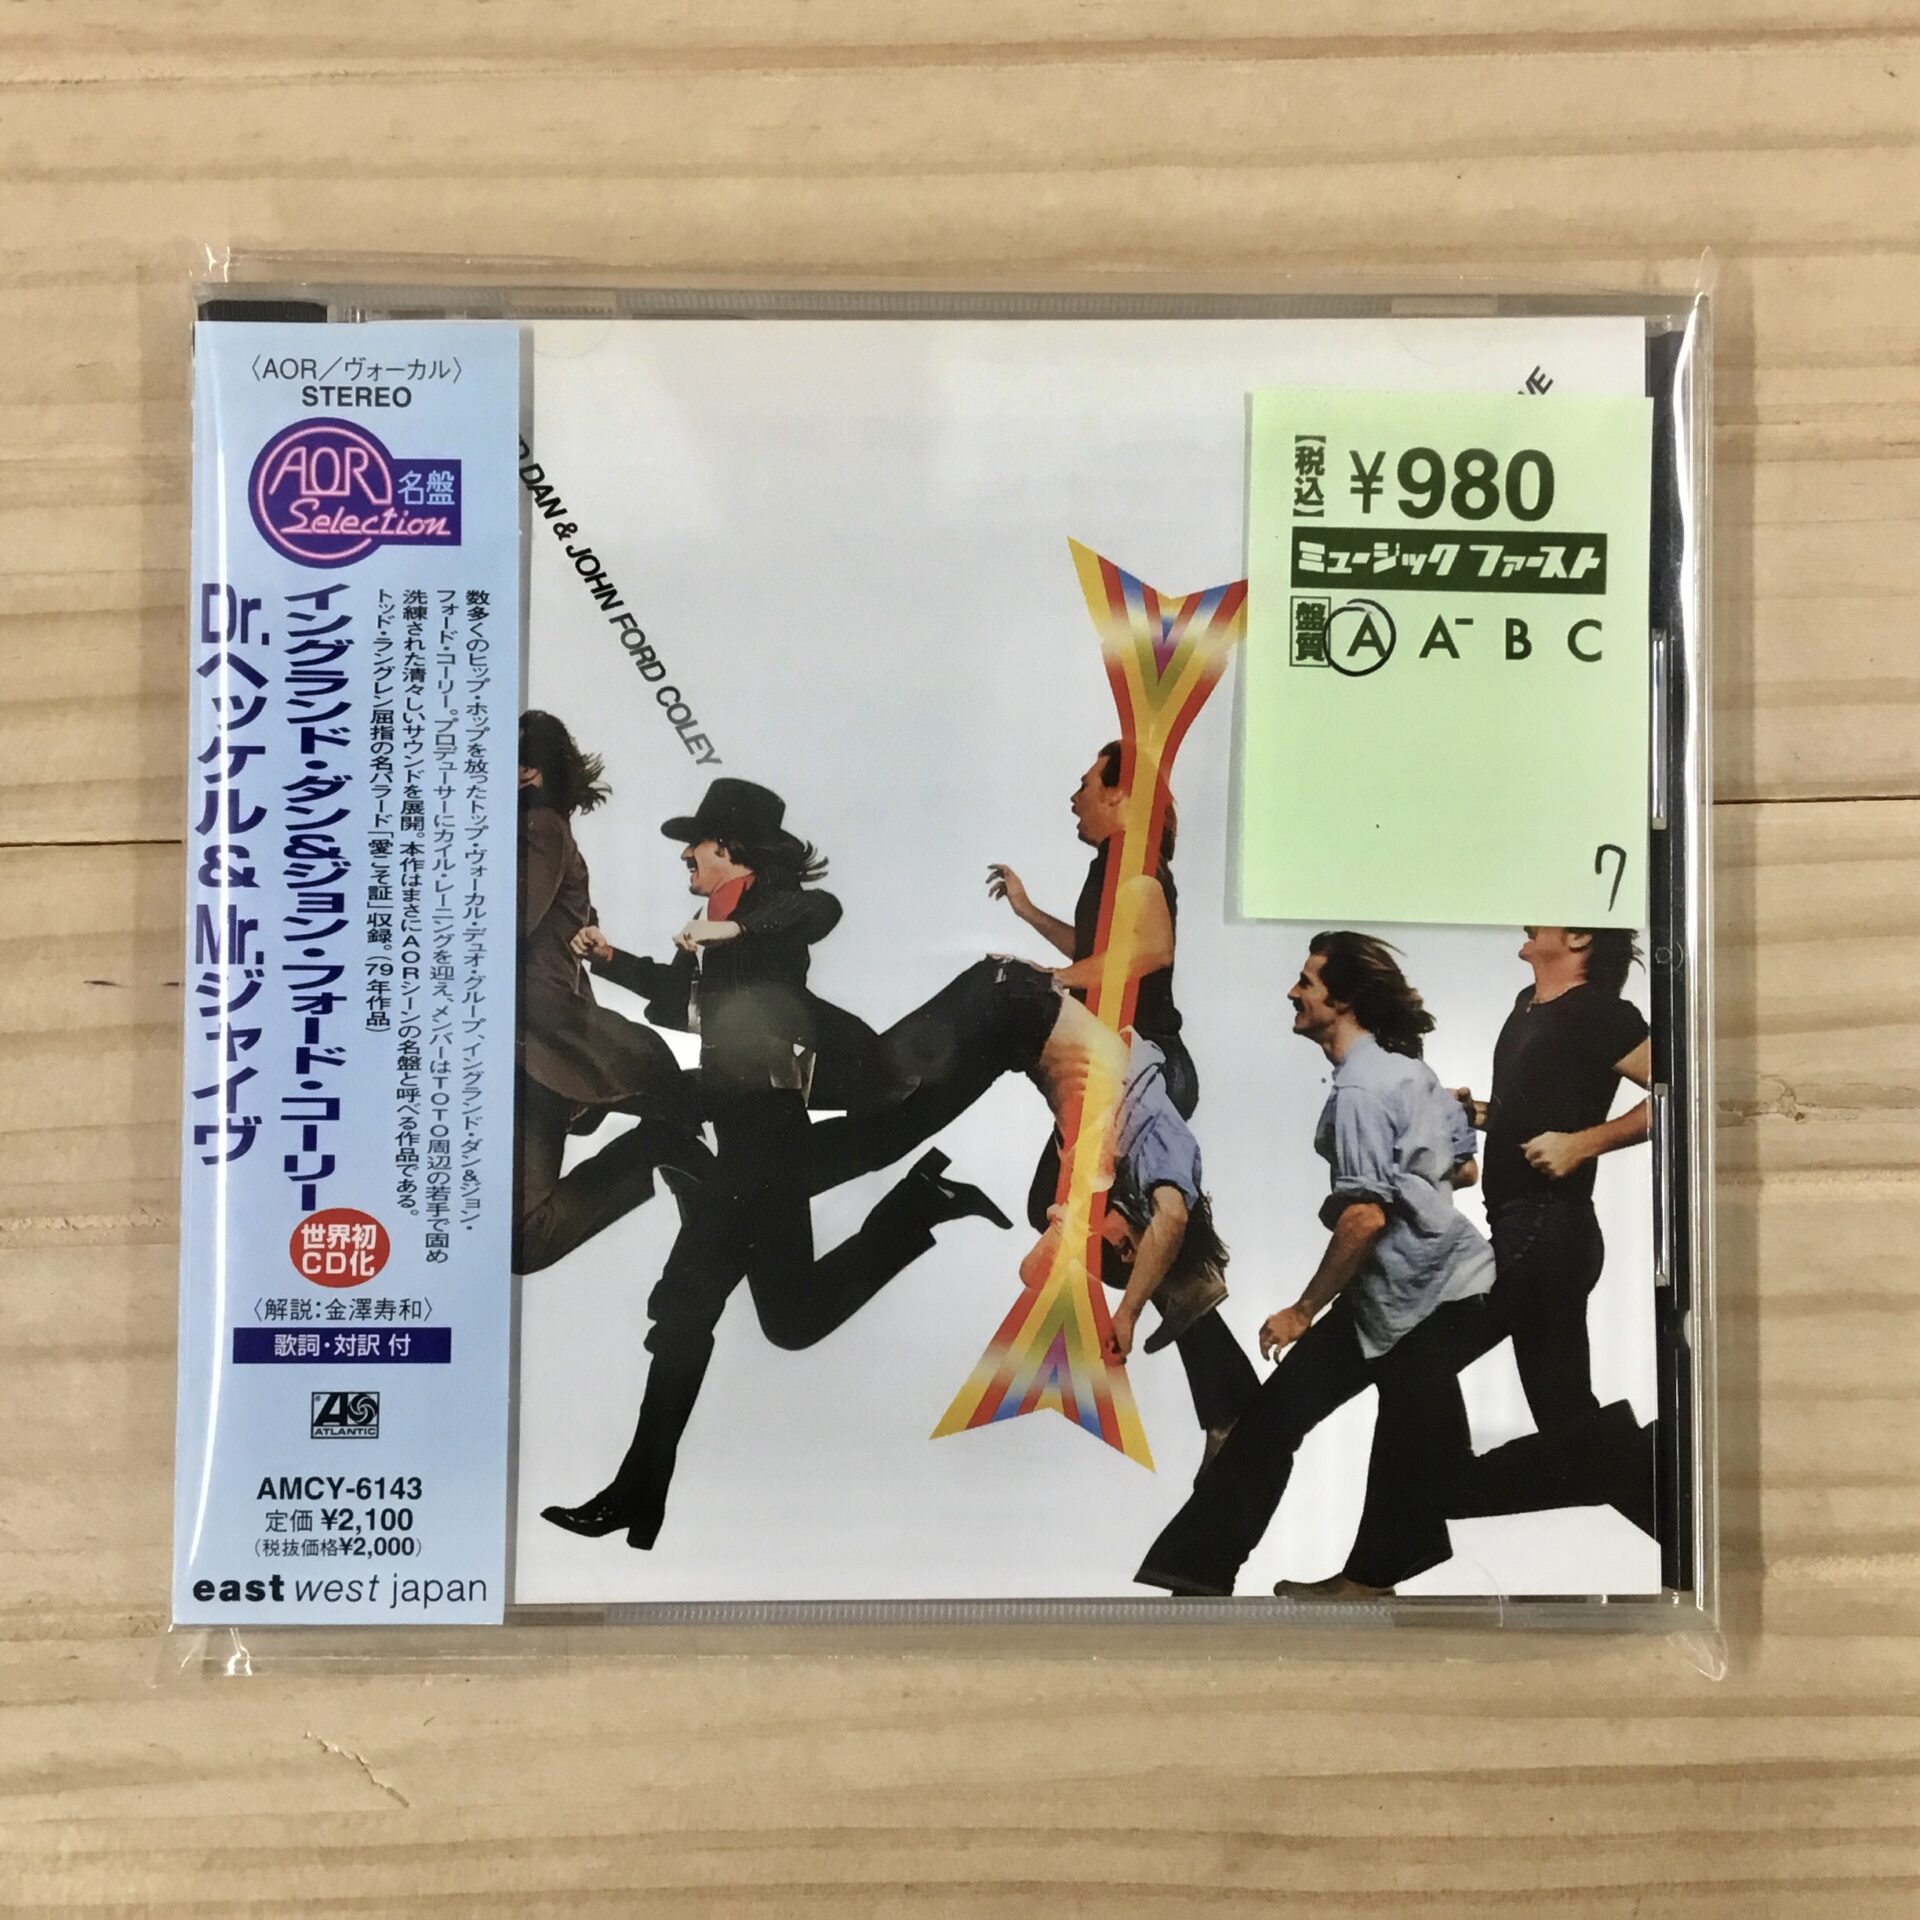 〈AOR／ヴォーカル〉
STEREO
AOR
名盤
Selection
数多くのヒップ・ホップを放ったトップ・ヴォーカル・デュオ・グループ、イングランド・ダン&ジョン・
フォード・コーリー。プロデューサーにカイル・レーニングを迎え、メンバーはTOTO周辺の若手で固め
洗練された清々しいサウンドを展開。本作はまさにAORシーンの名盤と呼べる作品である。
トッド・ラングレン屈指の名バラード「愛こそ証」収録。(79年作品)
イングランド・ダン&ジョン・フォード・コーリー
Dr.ヘッケル&Mr.ジャイヴ
世界初
CD化
〈解説：金澤寿和〉
歌詞・対訳 付
ATLANTIC
AMCY-6143
定価 ¥2,100
(税抜価格¥2,000)
east west japan
DAN & JOHN FORD COLEY
【税込】 ¥980
ミュージック ファースト
盤質 A A⁻ B C
7